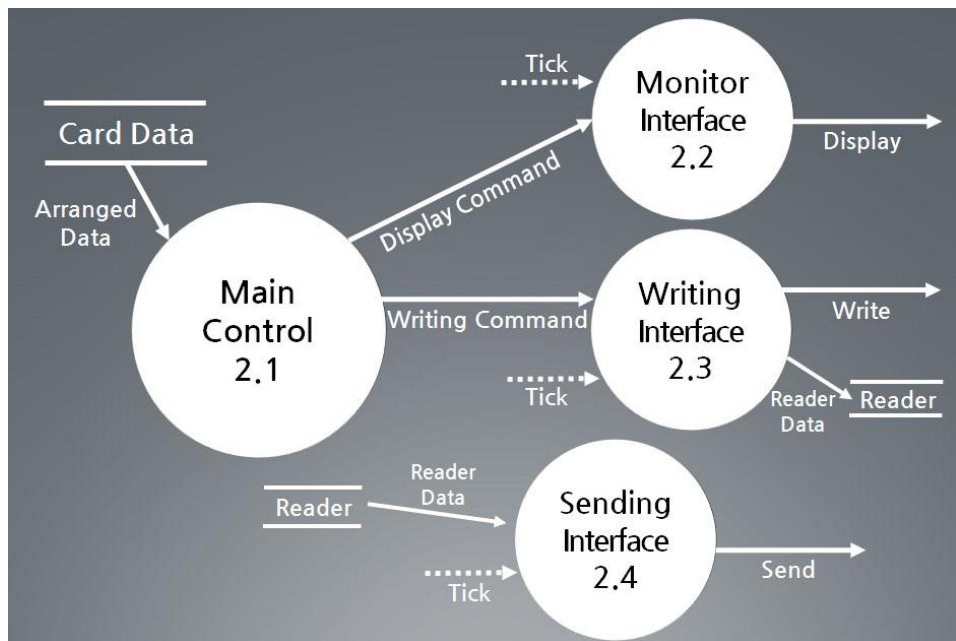 Tick
Monitor
Interface
2.2
Display
Card Data
Arranged
Data
Display Command
Main
Control
2.1
Writing Command
Writing
Interface
2.3
Write
Tick
Reader
Data
Reader
Reader
Reader
Data
Sending
Interface
2.4
Send
Tick